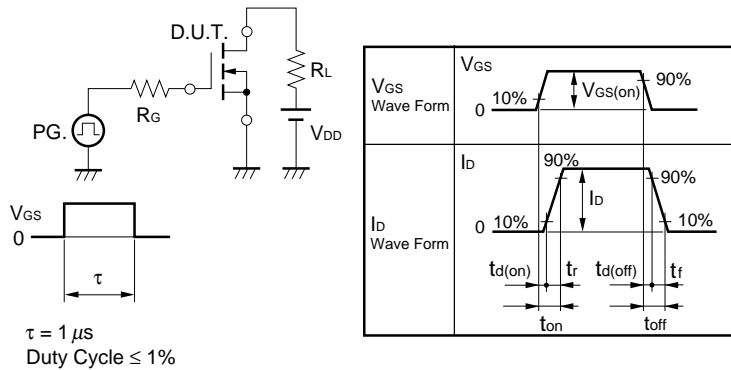 D.U.T.
RL
RG
PG.
VDD
VGS
0
τ
τ = 1 μs
Duty Cycle ≤ 1%
VGS
Wave Form
VGS
10%
0
VGS(on)
90%
ID
Wave Form
ID
90%
90%
ID
0
10%
10%
td(on)
tr
td(off)
tf
ton
toff